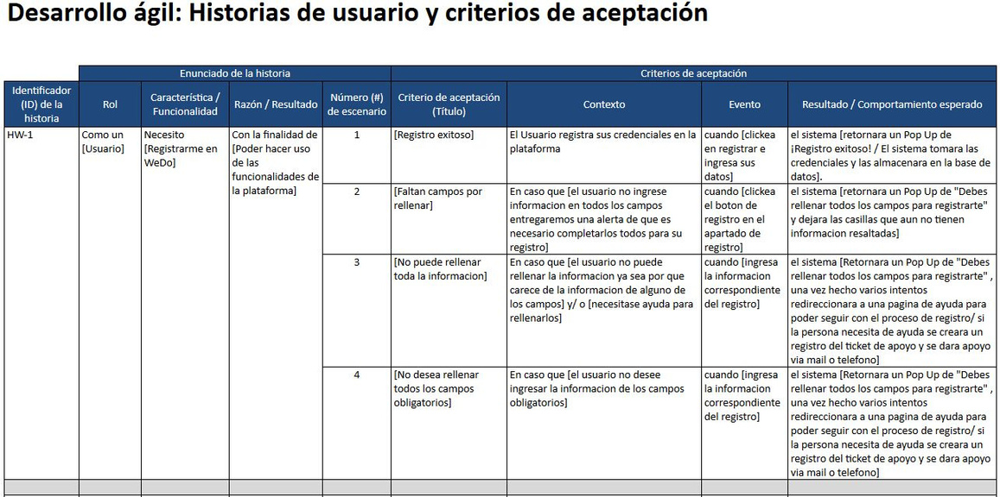 Desarrollo ágil: Historias de usuario y criterios de aceptación
Enunciado de la historia
Criterios de aceptación
Identificador
(ID) de la
historia
Rol
Característica /
Funcionalidad
Razón / Resultado
Número (#)
de escenario
Criterio de aceptación
(Título)
Contexto
Evento
Resultado / Comportamiento esperado
HW-1
Como un
[Usuario]
Necesito
[Registrarme en
WeDo]
Con la finalidad de
[Poder hacer uso
de las
funcionalidades de
la plataforma]
1
[Registro exitoso]
El Usuario registra sus credenciales en la
plataforma
cuando [clickea
en registrar e
ingresa sus
datos]
el sistema [retornara un Pop Up de
¡Registro exitoso! / El sistema tomara las
credenciales y las almacenara en la base de
datos].
2
[Faltan campos por
rellenar]
En caso que [el usuario no ingrese
informacion en todos los campos
entregaremos una alerta de que es
necesario completarlos todos para su
registro]
cuando [clickea
el boton de
registro en el
apartado de
registro]
el sistema [retornara un Pop Up de "Debes
rellenar todos los campos para registrarte"
y dejara las casillas que aun no tienen
informacion resaltadas]
3
[No puede rellenar
toda la informacion]
En caso que [el usuario no puede
rellenar la informacion ya sea por que
carece de la informacion de alguno de
los campos] y/ o [necesitase ayuda para
rellenarlos]
cuando [ingresa
la informacion
correspondiente
del registro]
el sistema [Retornara un Pop Up de "Debes
rellenar todos los campos para registrarte" ,
una vez hecho varios intentos
redireccionara a una pagina de ayuda para
poder seguir con el proceso de registro/ si
la persona necesita de ayuda se creara un
registro del ticket de apoyo y se dara apoyo
via mail o telefono]
4
[No desea rellenar
todos los campos
obligatorios]
En caso que [el usuario no desee
ingresar la informacion de los campos
obligatorios]
cuando [ingresa
la informacion
correspondiente
del registro]
el sistema [Retornara un Pop Up de "Debes
rellenar todos los campos para registrarte" ,
una vez hecho varios intentos
redireccionara a una pagina de ayuda para
poder seguir con el proceso de registro/ si
la persona necesita de ayuda se creara un
registro del ticket de apoyo y se dara apoyo
via mail o telefono]